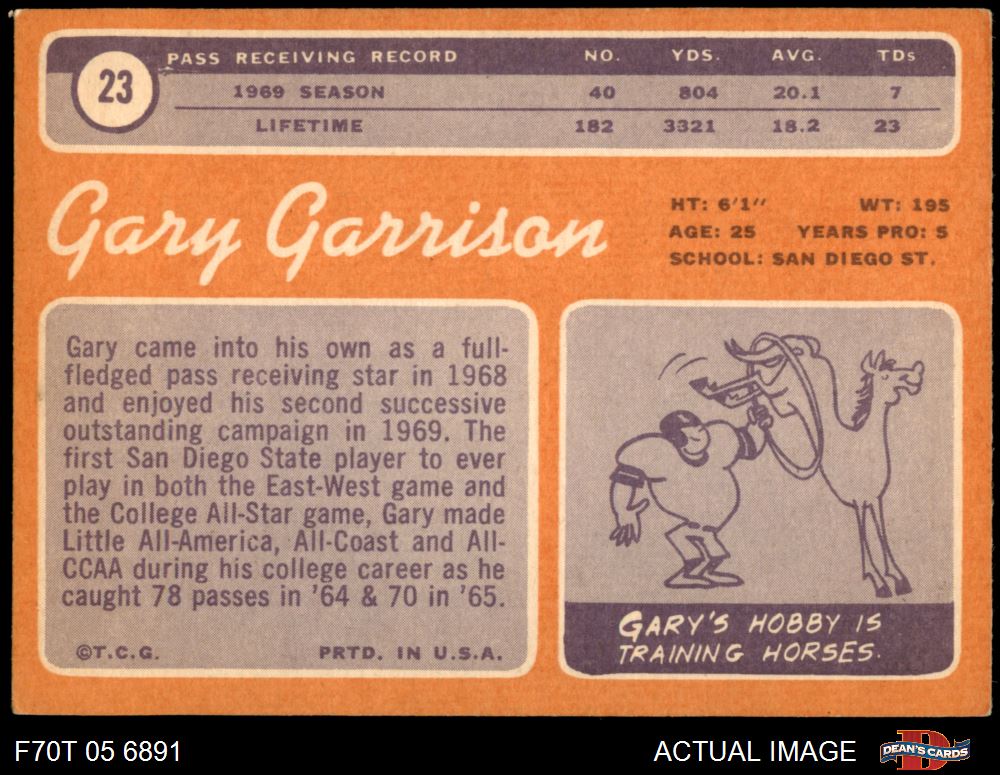 23
PASS RECEIVING RECORD NO. YDS. AVG. TDs
1969 SEASON 40 804 20.1 7
LIFETIME 182 3321 18.2 23
Gary Garrison
HT: 6'1" WT: 195
AGE: 25 YEARS PRO: 5
SCHOOL: SAN DIEGO ST.
Gary came into his own as a full-
fledged pass receiving star in 1968
and enjoyed his second successive
outstanding campaign in 1969. The
first San Diego State player to ever
play in both the East-West game and
the College All-Star game, Gary made
Little All-America, All-Coast and All-
CCAA during his college career as he
caught 78 passes in '64 & 70 in '65.
©T.C.G. PRTD. IN U.S.A.
GARY'S HOBBY IS
TRAINING HORSES.
F70T 05 6891 ACTUAL IMAGE DEAN'S CARDS